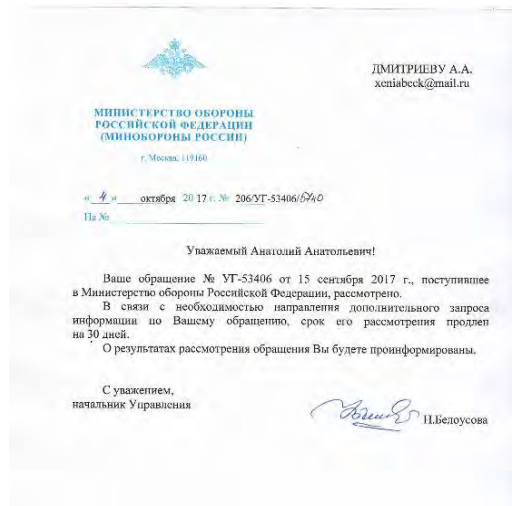 ДМИТРИЕВУ А.А.
xeniabeck@mail.ru
МИНИСТЕРСТВО ОБОРОНЫ
РОССИЙСКОЙ ФЕДЕРАЦИИ
(МИНОБОРОНЫ РОССИИ)
г. Москва, 119160
« 4 » октября 20 17 г. № 206/УГ-53406/5740
На №
Уважаемый Анатолий Анатольевич!
Ваше обращение № УГ-53406 от 15 сентября 2017 г., поступившее
в Министерство обороны Российской Федерации, рассмотрено.
В связи с необходимостью направления дополнительного запроса
информации по Вашему обращению, срок его рассмотрения продлен
на 30 дней.
О результатах рассмотрения обращения Вы будете проинформированы.
С уважением,
начальник Управления
Н.Белоусова